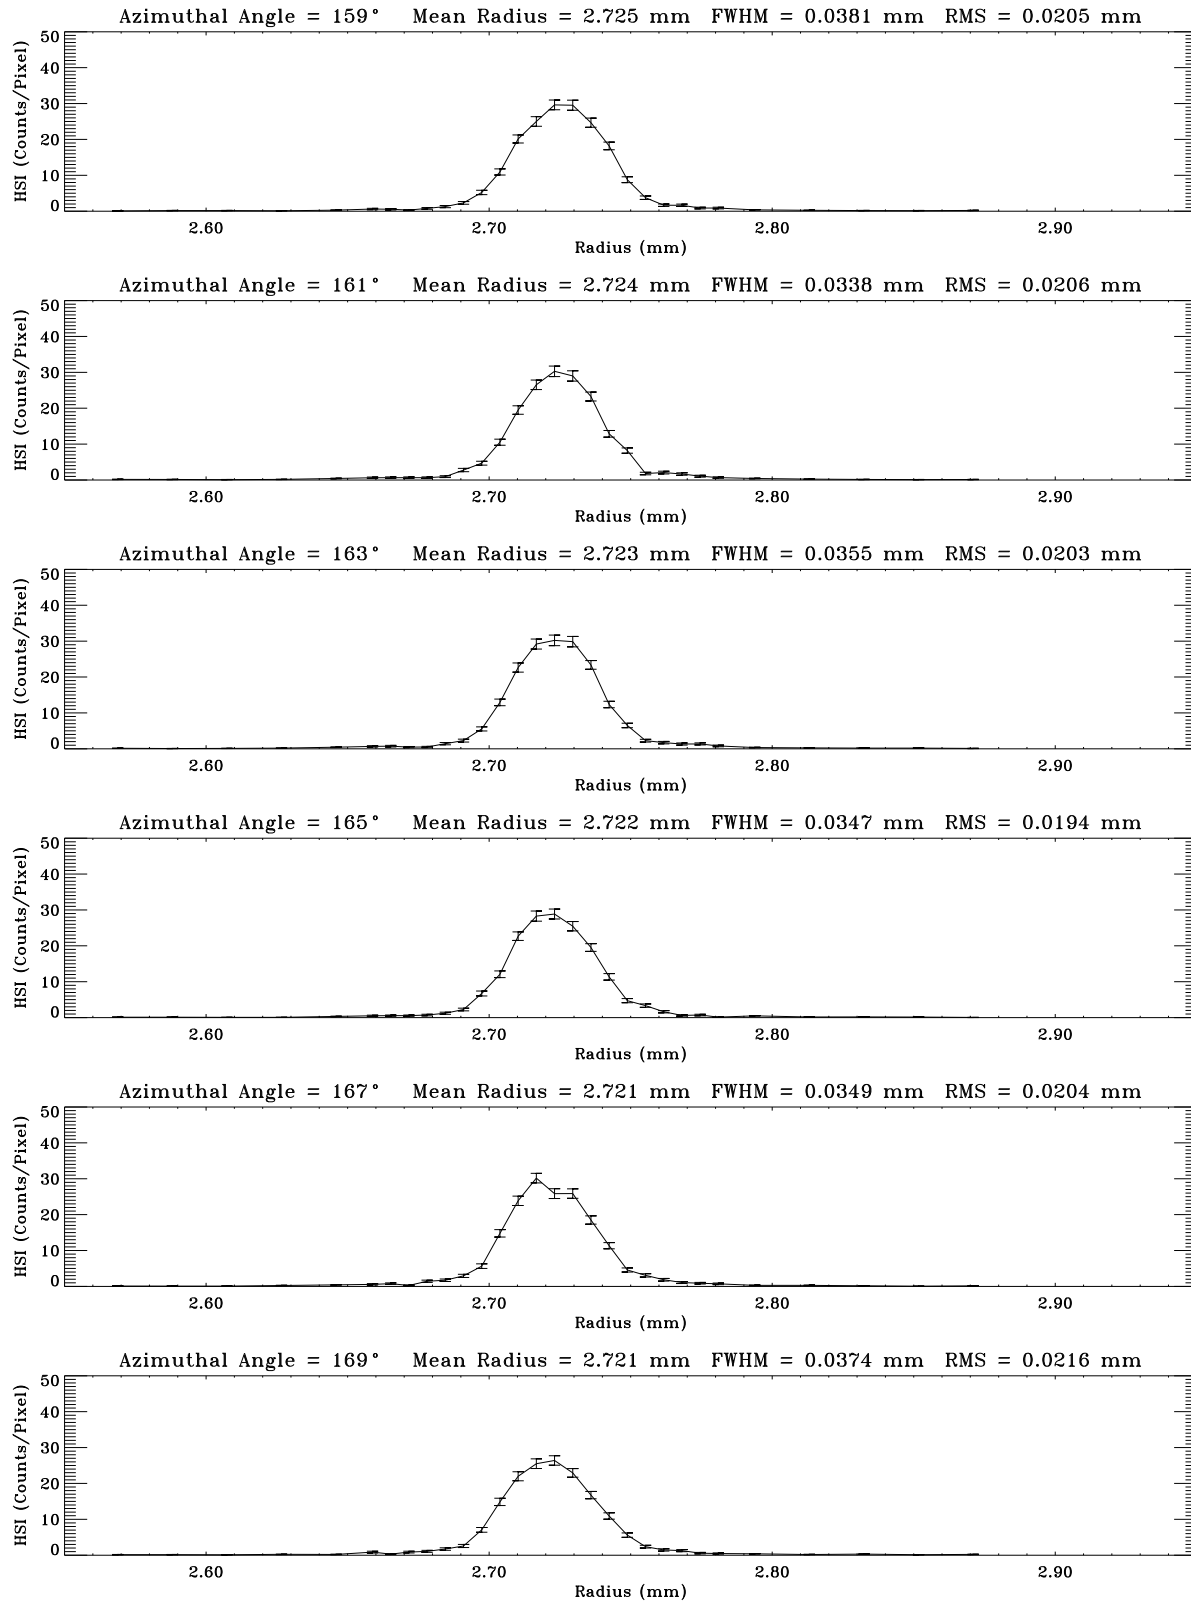 Azimuthal Angle = 159° Mean Radius = 2.725 mm FWHM = 0.0381 mm RMS = 0.0205 mm
HSI (Counts/Pixel)
50
40
30
20
10
0
2.60 2.70 2.80 2.90
Radius (mm)
Azimuthal Angle = 161° Mean Radius = 2.724 mm FWHM = 0.0338 mm RMS = 0.0206 mm
HSI (Counts/Pixel)
50
40
30
20
10
0
2.60 2.70 2.80 2.90
Radius (mm)
Azimuthal Angle = 163° Mean Radius = 2.723 mm FWHM = 0.0355 mm RMS = 0.0203 mm
HSI (Counts/Pixel)
50
40
30
20
10
0
2.60 2.70 2.80 2.90
Radius (mm)
Azimuthal Angle = 165° Mean Radius = 2.722 mm FWHM = 0.0347 mm RMS = 0.0194 mm
HSI (Counts/Pixel)
50
40
30
20
10
0
2.60 2.70 2.80 2.90
Radius (mm)
Azimuthal Angle = 167° Mean Radius = 2.721 mm FWHM = 0.0349 mm RMS = 0.0204 mm
HSI (Counts/Pixel)
50
40
30
20
10
0
2.60 2.70 2.80 2.90
Radius (mm)
Azimuthal Angle = 169° Mean Radius = 2.721 mm FWHM = 0.0374 mm RMS = 0.0216 mm
HSI (Counts/Pixel)
50
40
30
20
10
0
2.60 2.70 2.80 2.90
Radius (mm)